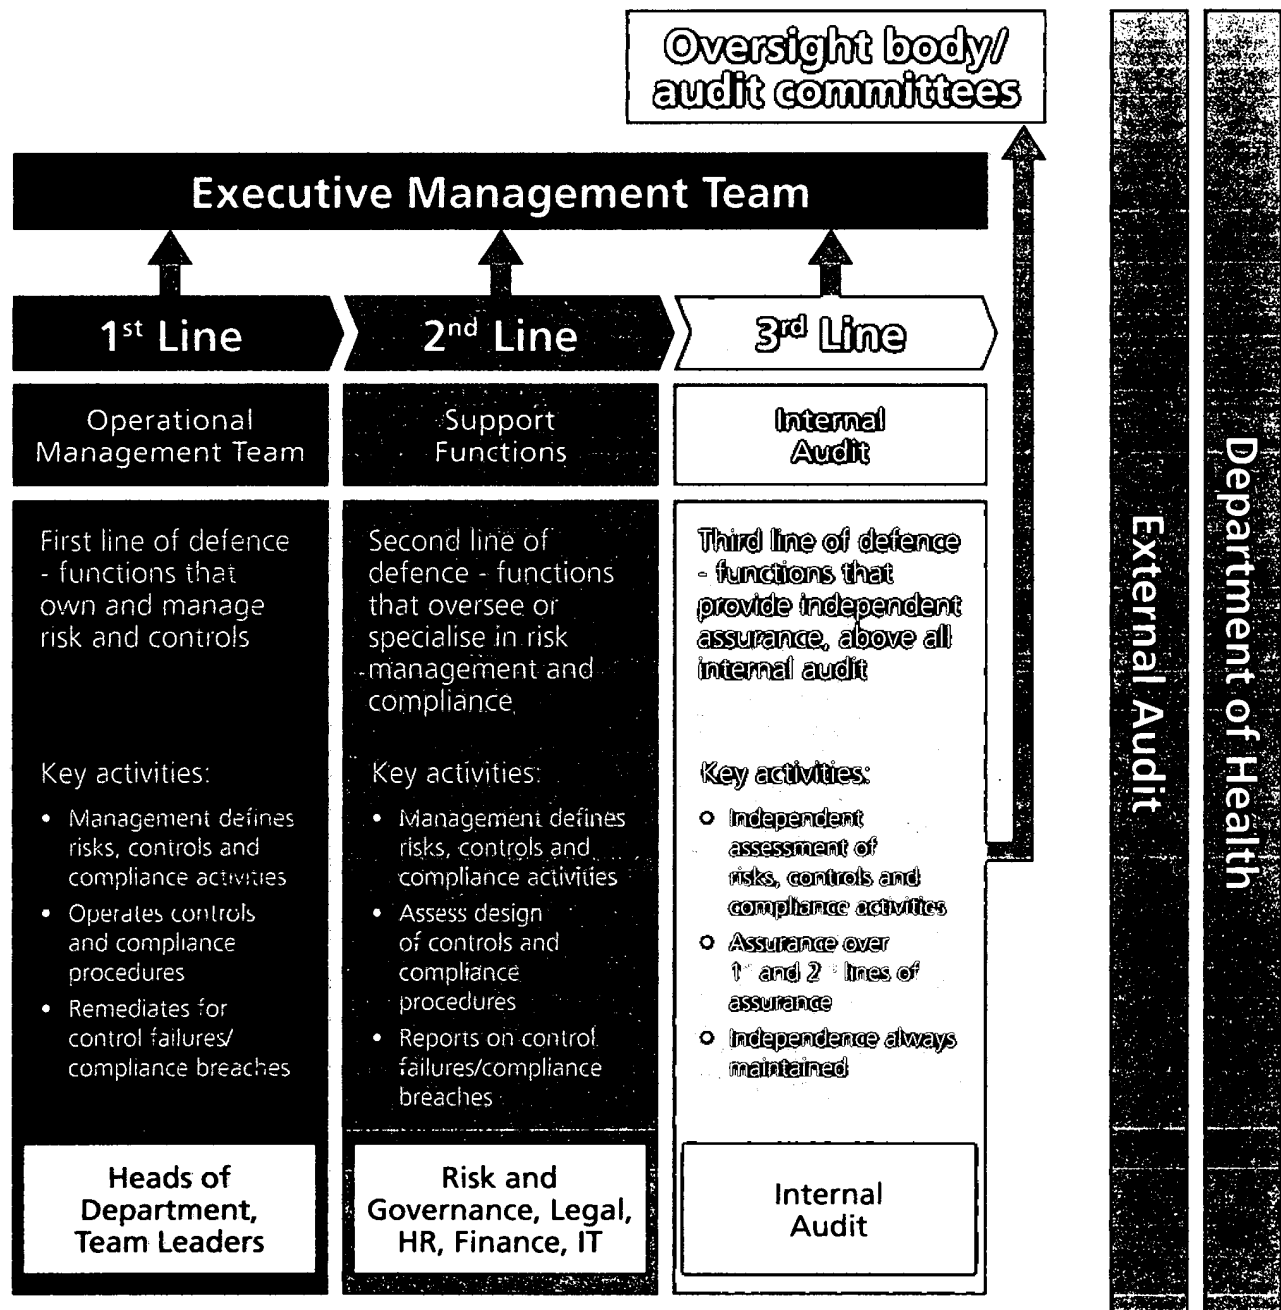 Oversight body/
audit committees
Executive Management Team
1st Line
2nd Line
3rd Line
Operational
Management Team
Support
Functions
Internal
Audit
First line of defence
- functions that
own and manage
risk and controls
Key activities:
• Management defines
risks, controls and
compliance activities
• Operates controls
and compliance
procedures
• Remediates for
control failures/
compliance breaches
Heads of
Department,
Team Leaders
Second line of
defence - functions
that oversee or
specialise in risk
management and
compliance
Key activities:
• Management defines
risks, controls and
compliance activities
• Assess design
of controls and
compliance
procedures
• Reports on control
failures/compliance
breaches
Risk and
Governance, Legal,
HR, Finance, IT
Third line of defence
- functions that
provide independent
assurance, above all
internal audit
Key activities:
• Independent
assessment of
risks, controls and
compliance activities
• Assurance over
1 and 2 lines of
assurance
• Independence always
maintained
Internal
Audit
External Audit
Department of Health